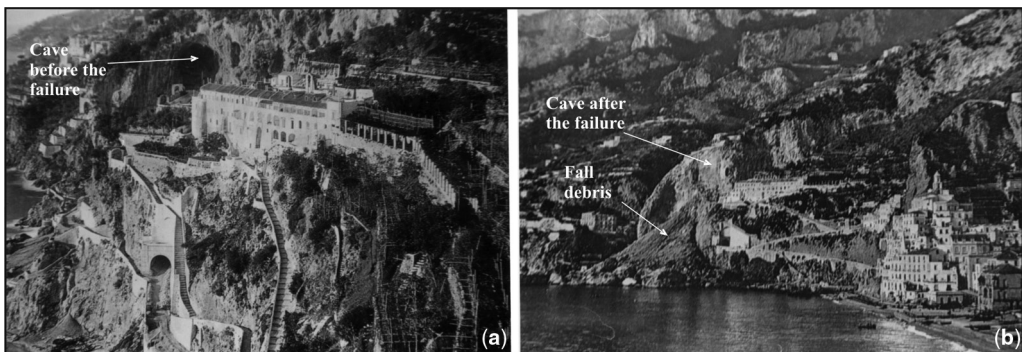 Cave
before the
failure
(a)
Cave after
the failure
Fall
debris
(b)